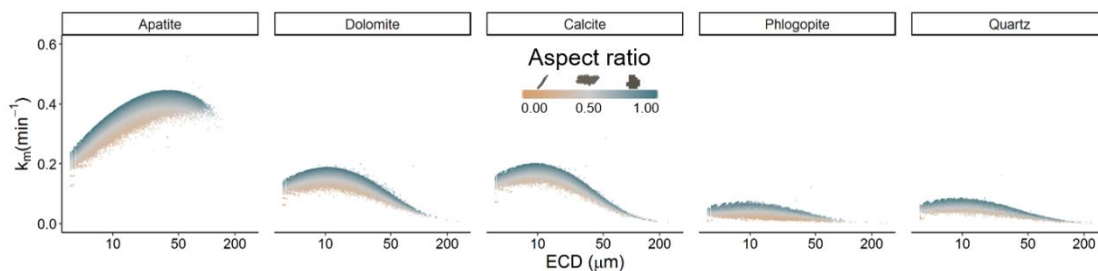 Apatite Dolomite Calcite Phlogopite Quartz
Aspect ratio
0.00 0.50 1.00
0.6
0.4
0.2
0.0
kₘ(min⁻¹)
10 50 200 10 50 200 10 50 200 10 50 200 10 50 200
ECD (μm)